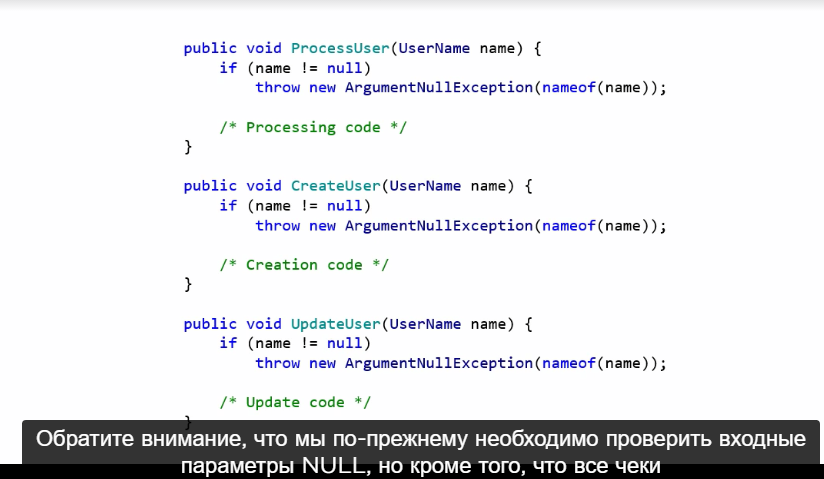 public void ProcessUser(UserName name) {
if (name != null)
throw new ArgumentNullException(nameof(name));
/* Processing code */
}
public void CreateUser(UserName name) {
if (name != null)
throw new ArgumentNullException(nameof(name));
/* Creation code */
}
public void UpdateUser(UserName name) {
if (name != null)
throw new ArgumentNullException(nameof(name));
/* Update code */
}
Обратите внимание, что мы по-прежнему необходимо проверить входные
параметры NULL, но кроме того, что все чеки